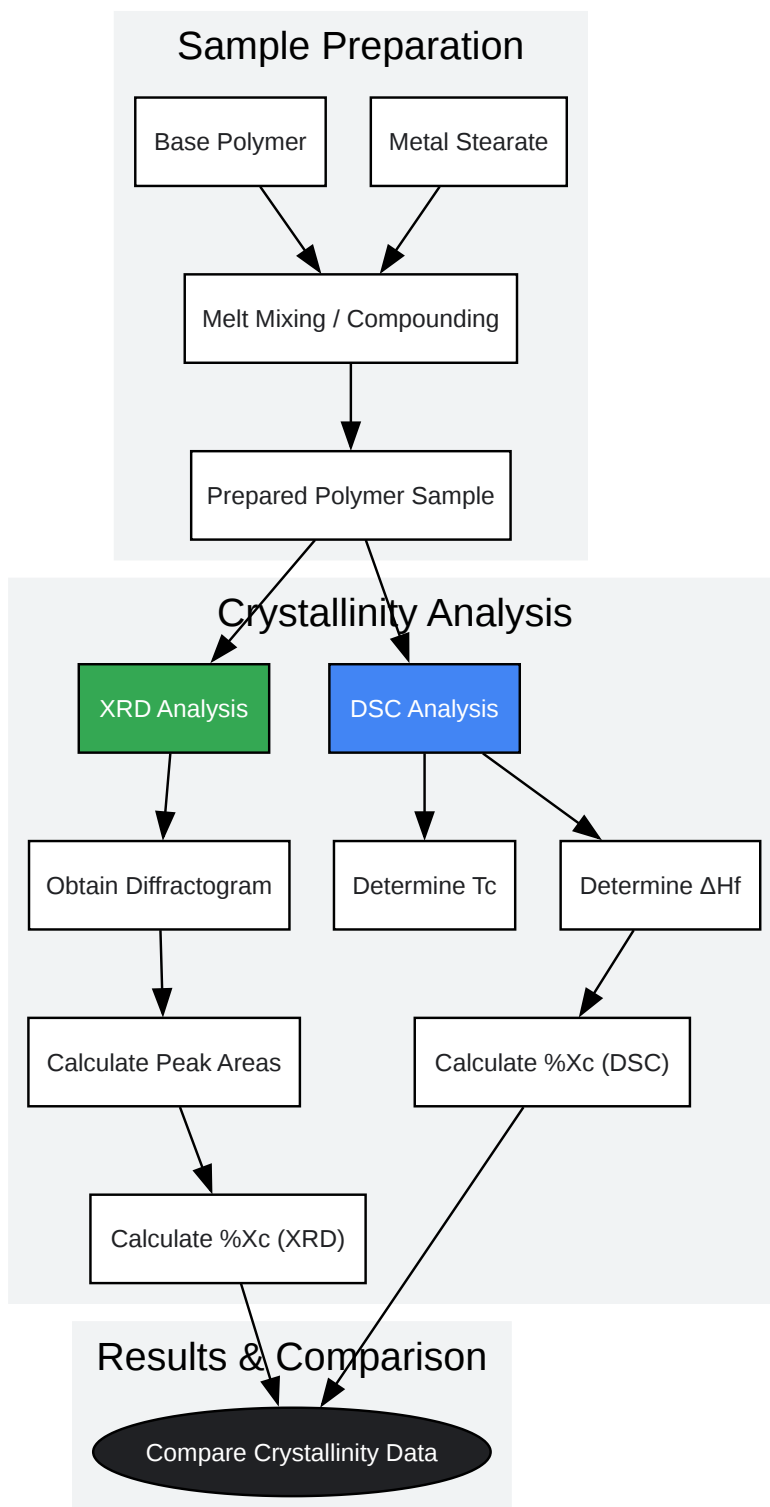 Sample Preparation
Base Polymer
Metal Stearate
Melt Mixing / Compounding
Prepared Polymer Sample
Crystallinity Analysis
XRD Analysis
DSC Analysis
Obtain Diffractogram
Determine Tc
Determine ΔHf
Calculate Peak Areas
Calculate %Xc (DSC)
Calculate %Xc (XRD)
Results & Comparison
Compare Crystallinity Data